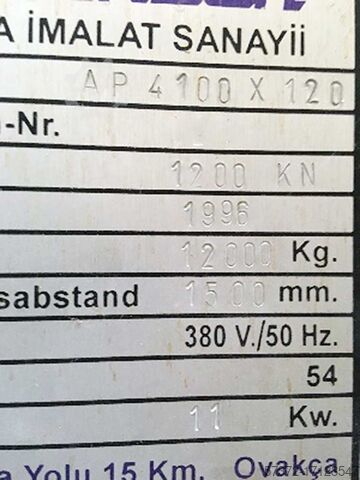 A İMALAT SANAYİİ
AP 4100 X 120
-Nr.
1200 KN
1996
12000 Kg.
sabstand 1500 mm.
380 V./50 Hz.
54
11 Kw.
a Yolu 15 Km. Ovakça